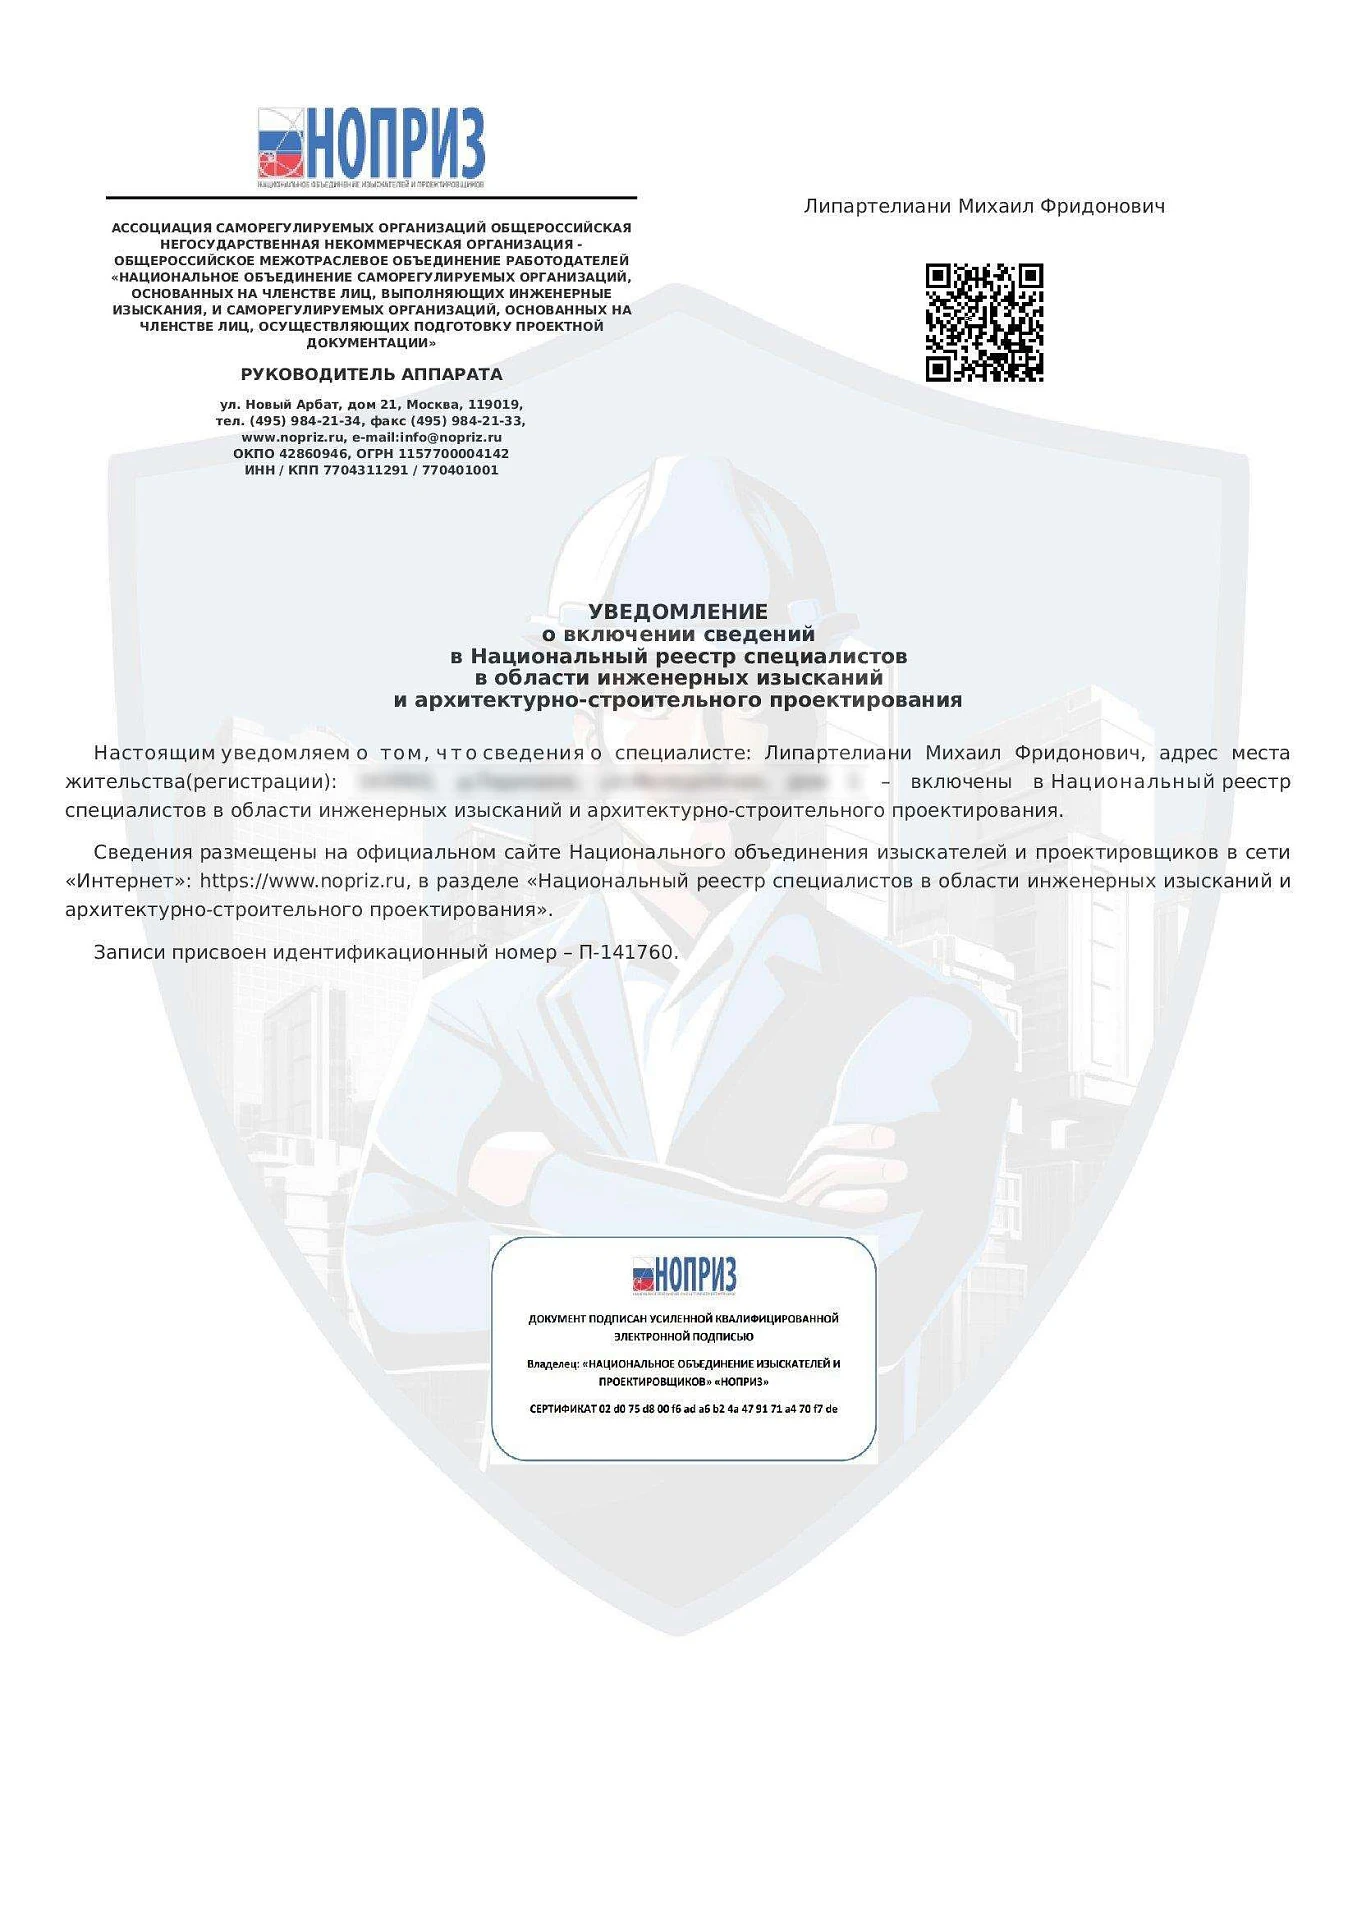 НОПРИЗ
НАЦИОНАЛЬНОЕ ОБЪЕДИНЕНИЕ ИЗЫСКАТЕЛЕЙ И ПРОЕКТИРОВЩИКОВ
АССОЦИАЦИЯ САМОРЕГУЛИРУЕМЫХ ОРГАНИЗАЦИЙ ОБЩЕРОССИЙСКАЯ
НЕГОСУДАРСТВЕННАЯ НЕКОММЕРЧЕСКАЯ ОРГАНИЗАЦИЯ -
ОБЩЕРОССИЙСКОЕ МЕЖОТРАСЛЕВОЕ ОБЪЕДИНЕНИЕ РАБОТОДАТЕЛЕЙ
«НАЦИОНАЛЬНОЕ ОБЪЕДИНЕНИЕ САМОРЕГУЛИРУЕМЫХ ОРГАНИЗАЦИЙ,
ОСНОВАННЫХ НА ЧЛЕНСТВЕ ЛИЦ, ВЫПОЛНЯЮЩИХ ИНЖЕНЕРНЫЕ
ИЗЫСКАНИЯ, И САМОРЕГУЛИРУЕМЫХ ОРГАНИЗАЦИЙ, ОСНОВАННЫХ НА
ЧЛЕНСТВЕ ЛИЦ, ОСУЩЕСТВЛЯЮЩИХ ПОДГОТОВКУ ПРОЕКТНОЙ
ДОКУМЕНТАЦИИ»
РУКОВОДИТЕЛЬ АППАРАТА
ул. Новый Арбат, дом 21, Москва, 119019,
тел. (495) 984-21-34, факс (495) 984-21-33,
www.nopriz.ru, e-mail:info@nopriz.ru
ОКПО 42860946, ОГРН 1157700004142
ИНН / КПП 7704311291 / 770401001
Липартелиани Михаил Фридонович
УВЕДОМЛЕНИЕ
о включении сведений
в Национальный реестр специалистов
в области инженерных изысканий
и архитектурно-строительного проектирования
Настоящим уведомляем о том, что сведения о специалисте: Липартелиани Михаил Фридонович, адрес места
жительства(регистрации): – включены в Национальный реестр
специалистов в области инженерных изысканий и архитектурно-строительного проектирования.
Сведения размещены на официальном сайте Национального объединения изыскателей и проектировщиков в сети
«Интернет»: https://www.nopriz.ru, в разделе «Национальный реестр специалистов в области инженерных изысканий и
архитектурно-строительного проектирования».
Записи присвоен идентификационный номер – П-141760.
НОПРИЗ
ДОКУМЕНТ ПОДПИСАН УСИЛЕННОЙ КВАЛИФИЦИРОВАННОЙ
ЭЛЕКТРОННОЙ ПОДПИСЬЮ
Владелец: «НАЦИОНАЛЬНОЕ ОБЪЕДИНЕНИЕ ИЗЫСКАТЕЛЕЙ И
ПРОЕКТИРОВЩИКОВ» «НОПРИЗ»
СЕРТИФИКАТ 02 d0 75 d8 00 f6 ad a6 b2 4a 47 91 71 a4 70 f7 de